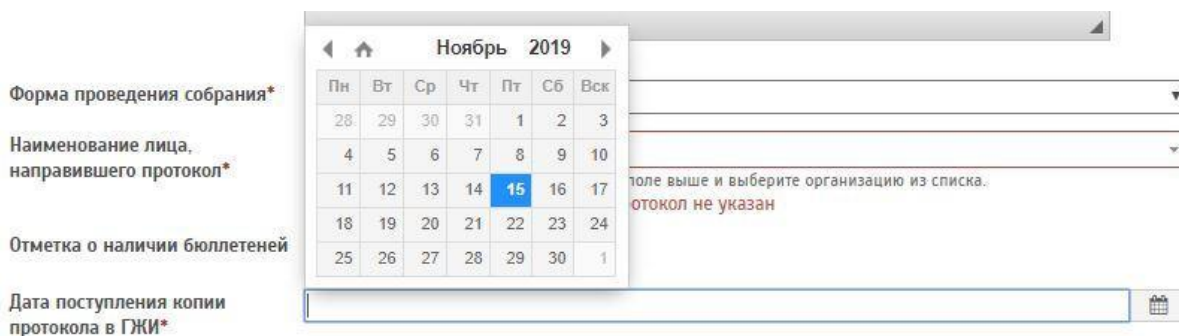 Ноябрь 2019
Пн Вт Ср Чт Пт Сб Вск
28 29 30 31 1 2 3
4 5 6 7 8 9 10
11 12 13 14 15 16 17
18 19 20 21 22 23 24
25 26 27 28 29 30 1
Форма проведения собрания*
Наименование лица,
направившего протокол*
поле выше и выберите организацию из списка.
отокол не указан
Отметка о наличии бюллетеней
Дата поступления копии
протокола в ГЖИ*